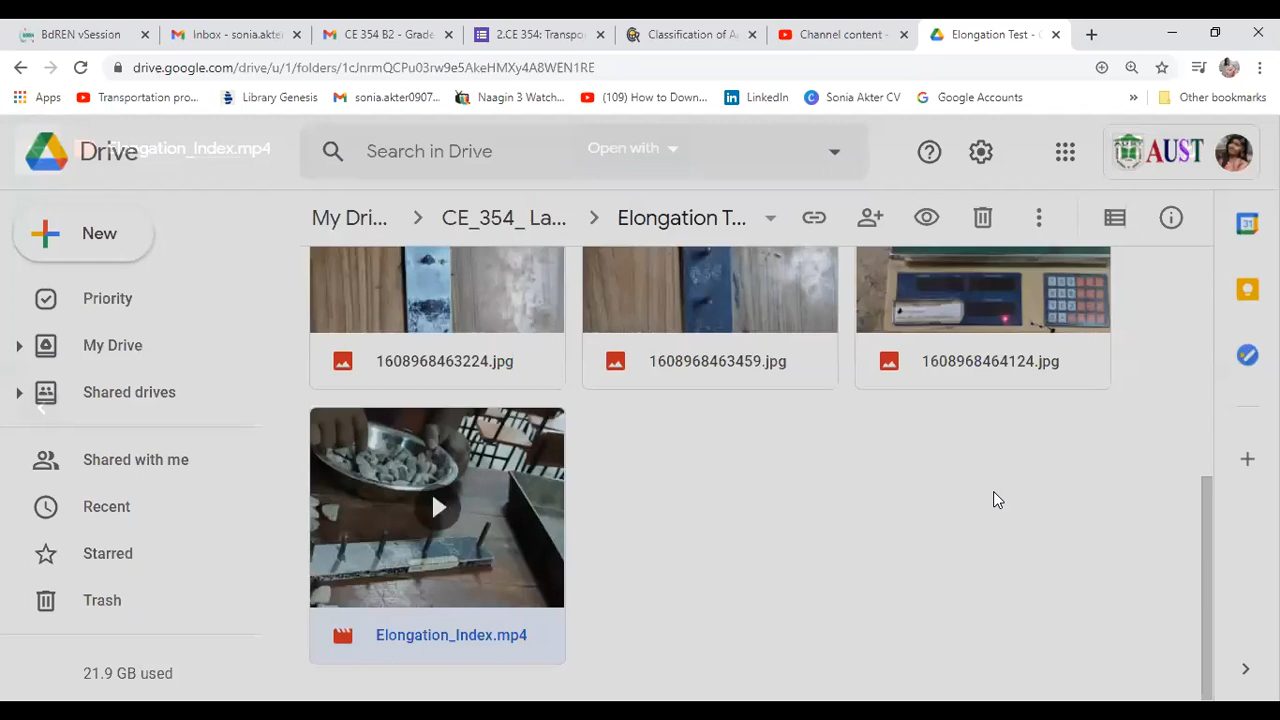 BdREN vSession
Inbox - sonia.akter
CE 354 B2 - Grade
2.CE 354: Transpo
Classification of A
Channel content -
Elongation Test -
drive.google.com/drive/u/1/folders/1cJnrmQCPu03rw9e5AkeHMXy4A8WEN1RE
Apps
Transportation pro...
Library Genesis
sonia.akter0907...
Naagin 3 Watch...
(109) How to Down...
LinkedIn
Sonia Akter CV
Google Accounts
Other bookmarks
Drive
Elongation_Index.mp4
Search in Drive
Open with
AUST
New
My Dri...
CE_354_ La...
Elongation T...
Priority
My Drive
Shared drives
Shared with me
Recent
Starred
Trash
21.9 GB used
1608968463224.jpg
1608968463459.jpg
1608968464124.jpg
Elongation_Index.mp4
31